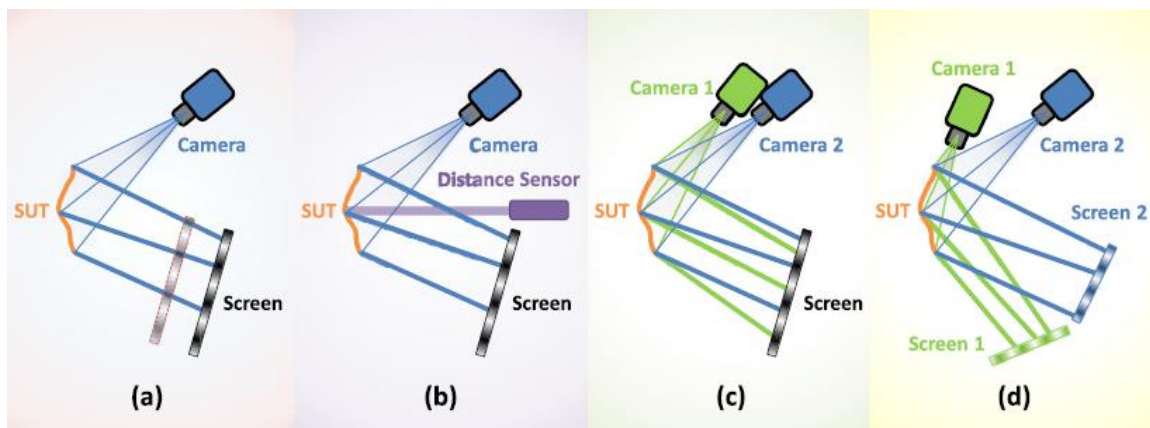 Camera
SUT
Screen
(a)
Camera
Distance Sensor
SUT
Screen
(b)
Camera 1
Camera 2
SUT
Screen
(c)
Camera 1
Camera 2
SUT
Screen 2
Screen 1
(d)